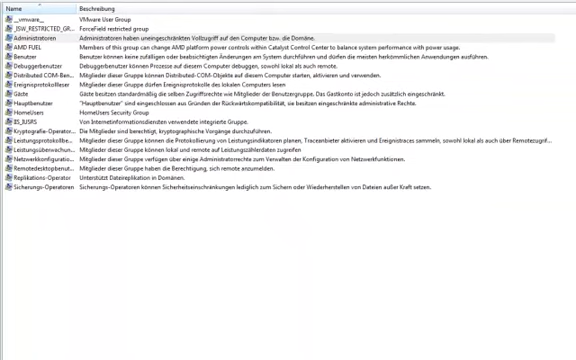 Name Beschreibung
__vmware__ VMware User Group
_ISW_RESTRICTED_GR... ForceField restricted group
Administratoren Administratoren haben uneingeschränkten Vollzugriff auf den Computer bzw. die Domäne.
AMD FUEL Members of this group can change AMD platform power controls within Catalyst Control Center to balance system performance with power usage.
Benutzer Benutzer können keine zufälligen oder beabsichtigten Änderungen am System durchführen und dürfen die meisten herkömmlichen Anwendungen ausführen.
Debuggerbenutzer Debuggerbenutzer können Prozesse auf diesem Computer debuggen, sowohl lokal als auch remote.
Distributed COM-Ben... Mitglieder dieser Gruppe können Distributed-COM-Objekte auf diesem Computer starten, aktivieren und verwenden.
Ereignisprotokollleser Mitglieder dieser Gruppe dürfen Ereignisprotokolle des lokalen Computers lesen
Gäste Gäste besitzen standardmäßig die selben Zugriffsrechte wie Mitglieder der Benutzergruppe. Das Gastkonto ist jedoch zusätzlich eingeschränkt.
Hauptbenutzer "Hauptbenutzer" sind eingeschlossen aus Gründen der Rückwärtskompatibilität, sie besitzen eingeschränkte administrative Rechte.
HomeUsers HomeUsers Security Group
IIS_IUSRS Von Internetinformationsdiensten verwendete integrierte Gruppe.
Kryptografie-Operator... Die Mitglieder sind berechtigt, kryptographische Vorgänge durchzuführen.
Leistungsprotokollbe... Mitglieder dieser Gruppe können die Protokollierung von Leistungsindikatoren planen, Traceanbieter aktivieren und Ereignistraces sammeln, sowohl lokal als auch über Remotezugrif...
Leistungsüberwachun... Mitglieder dieser Gruppe können lokal und remote auf Leistungszählerdaten zugreifen
Netzwerkkonfiguratio... Mitglieder dieser Gruppe verfügen über einige Administratorrechte zum Verwalten der Konfiguration von Netzwerkfunktionen.
Remotedesktopbenut... Mitglieder dieser Gruppe haben die Berechtigung, sich remote anzumelden.
Replikations-Operator Unterstützt Dateireplikation in Domänen.
Sicherungs-Operatoren Sicherungs-Operatoren können Sicherheitseinschränkungen lediglich zum Sichern oder Wiederherstellen von Dateien außer Kraft setzen.